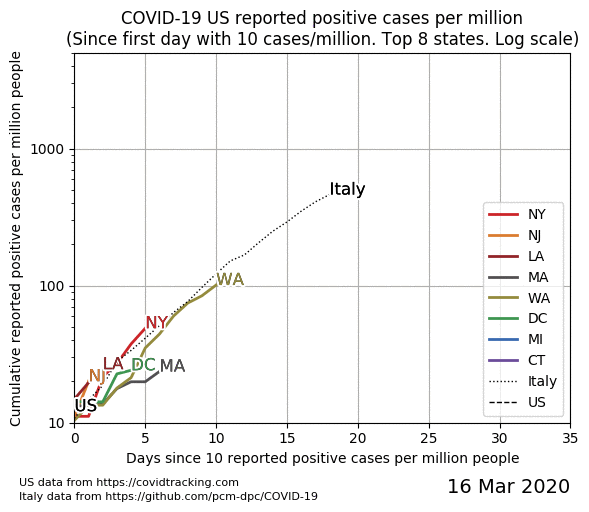 COVID-19 US reported positive cases per million
(Since first day with 10 cases/million. Top 8 states. Log scale)
Cumulative reported positive cases per million people
1000
100
10
Italy
WA
NY
LA
DC
MA
NJ
US
NY
NJ
LA
MA
WA
DC
MI
CT
Italy
US
0 5 10 15 20 25 30 35
Days since 10 reported positive cases per million people
US data from https://covidtracking.com
Italy data from https://github.com/pcm-dpc/COVID-19
16 Mar 2020